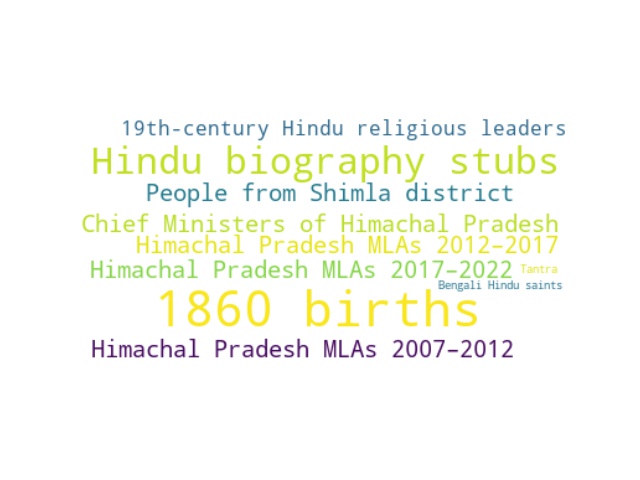 19th-century Hindu religious leaders
Hindu biography stubs
People from Shimla district
Chief Ministers of Himachal Pradesh
Himachal Pradesh MLAs 2012–2017
Himachal Pradesh MLAs 2017–2022
Tantra
Bengali Hindu saints
1860 births
Himachal Pradesh MLAs 2007–2012